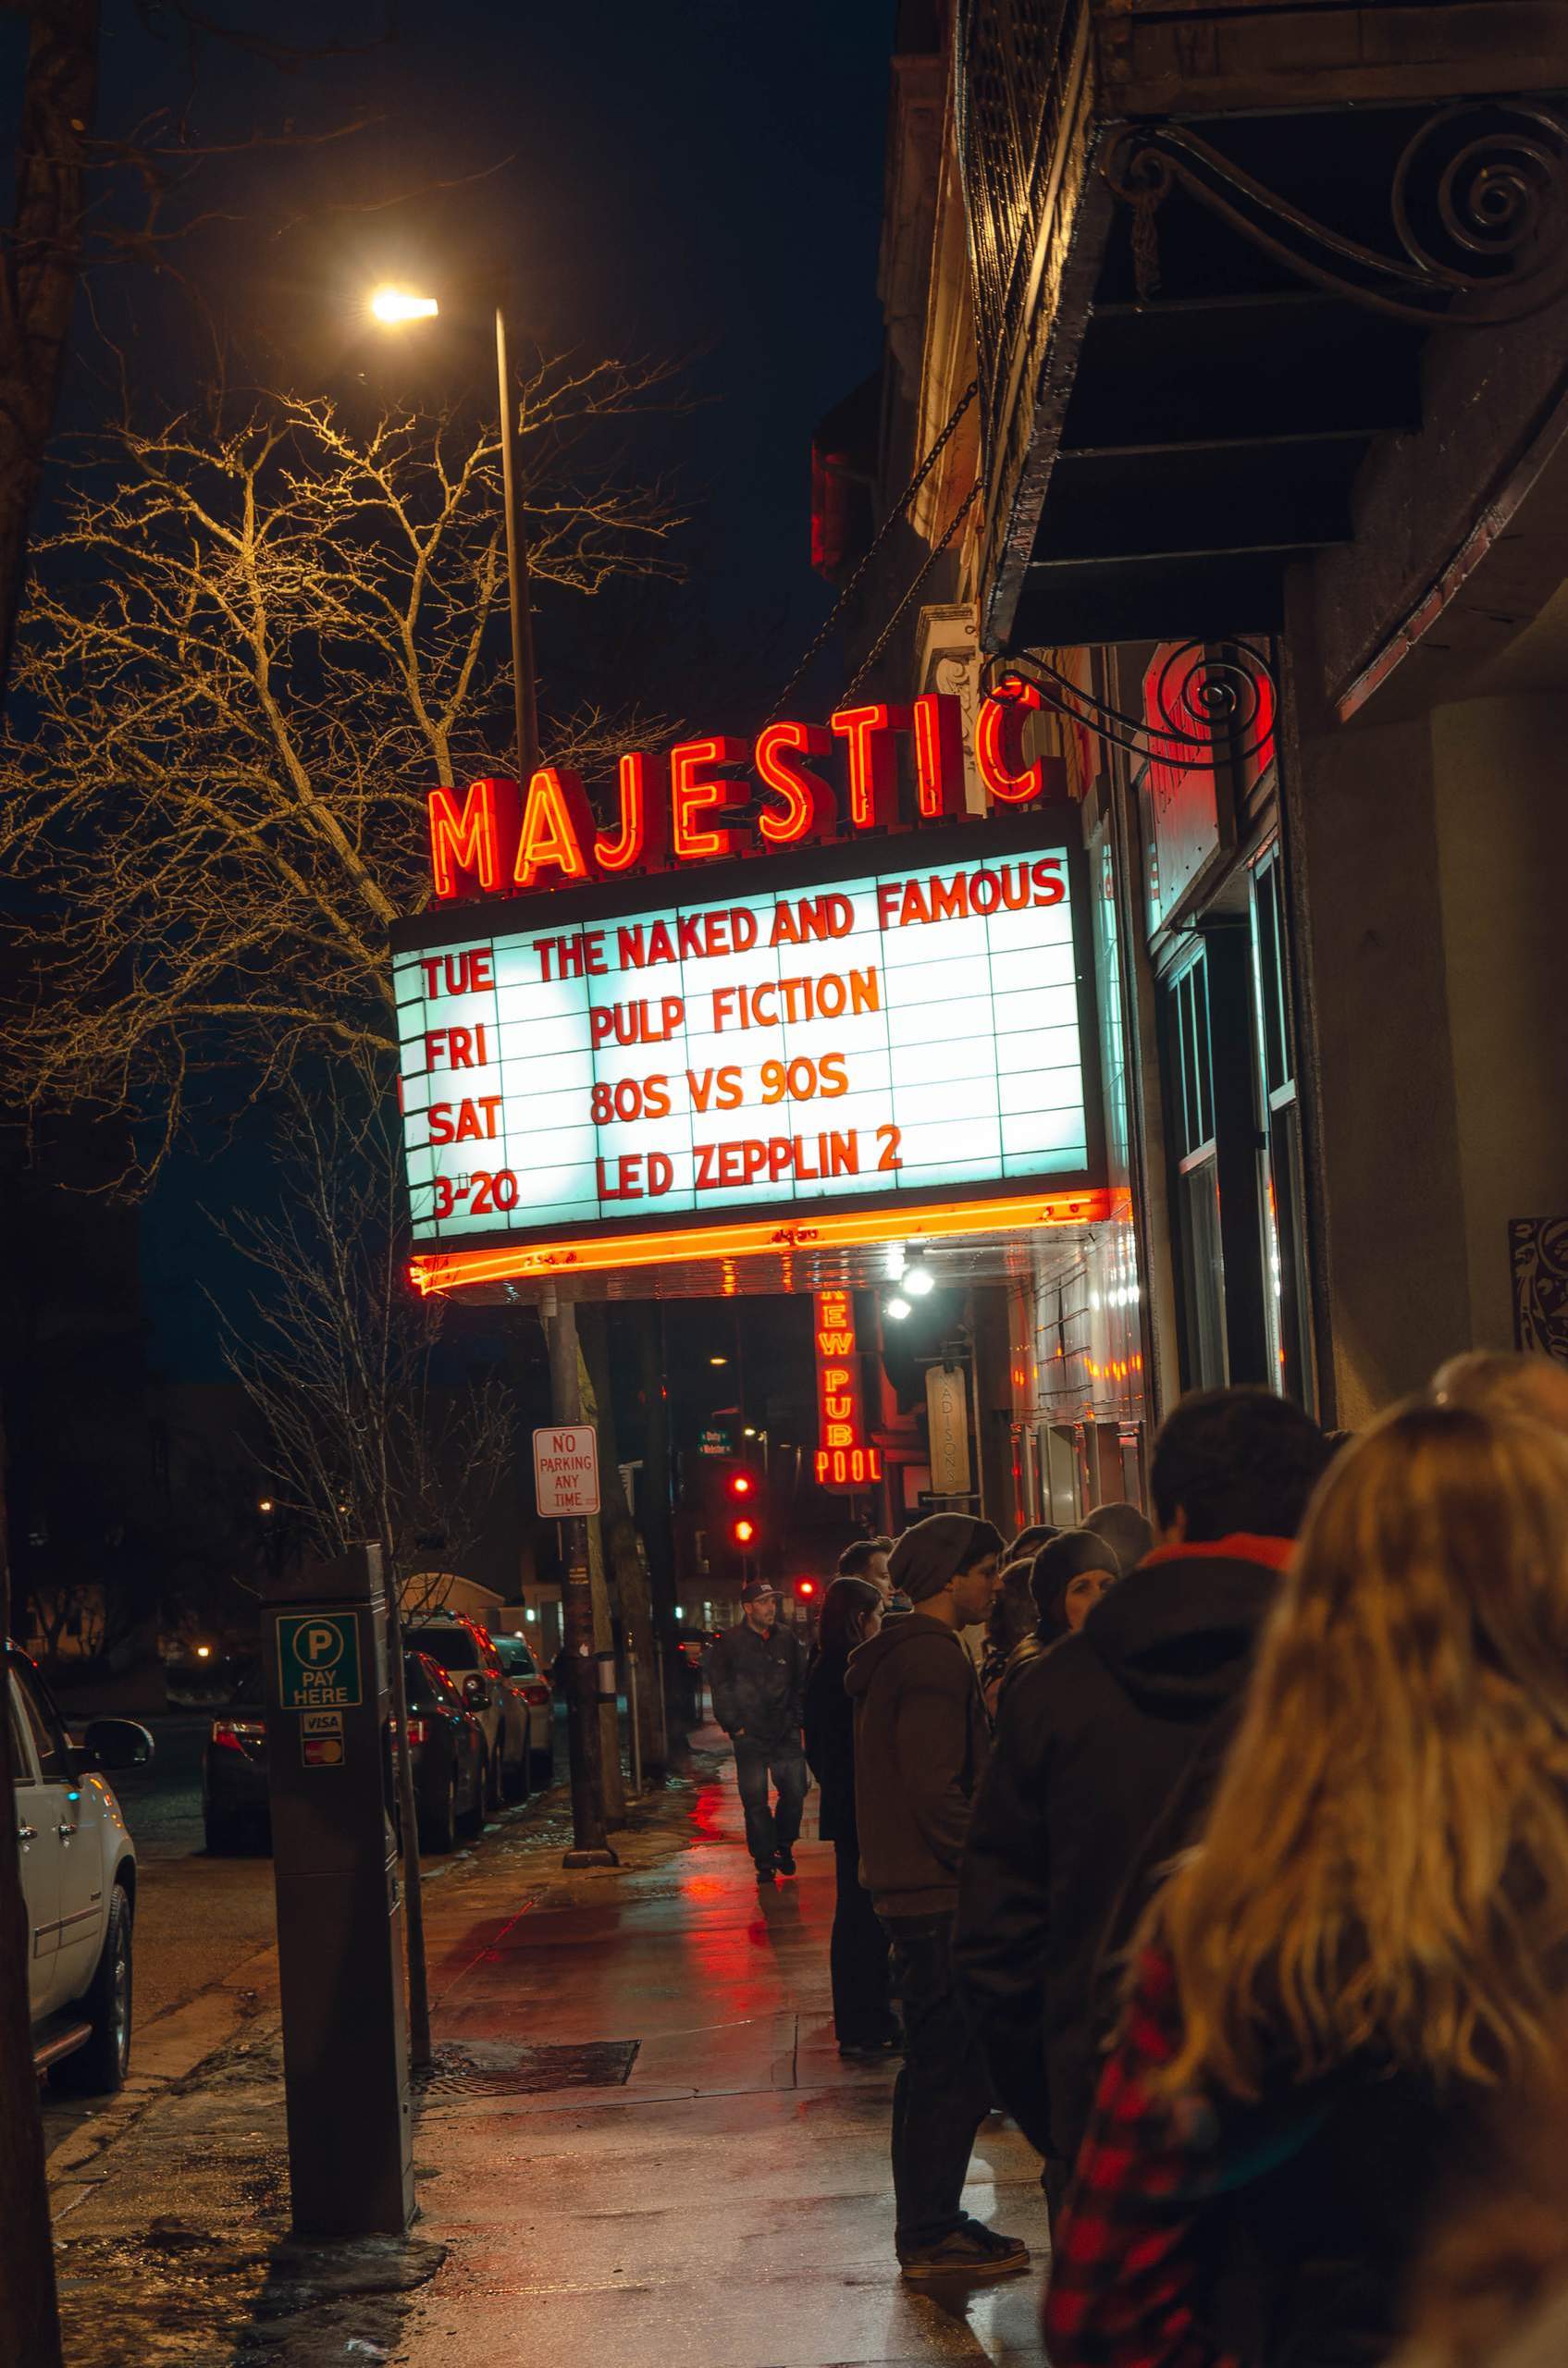 MAJESTIC
TUE THE NAKED AND FAMOUS
FRI PULP FICTION
SAT 80S VS 90S
3-20 LED ZEPPLIN 2
PUB
POOL
NO
PARKING
ANY
TIME
P
PAY
HERE
VISA